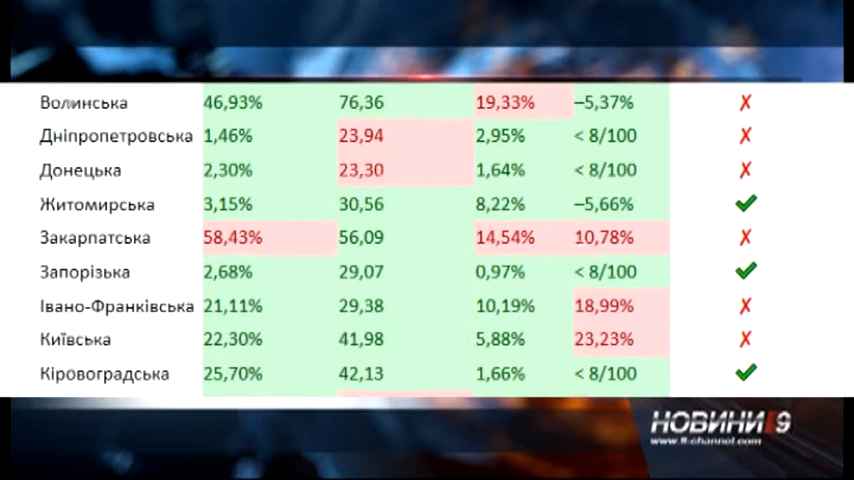 Волинська 46,93% 76,36 19,33% –5,37% ✗
Дніпропетровська 1,46% 23,94 2,95% < 8/100 ✗
Донецька 2,30% 23,30 1,64% < 8/100 ✗
Житомирська 3,15% 30,56 8,22% –5,66% ✔
Закарпатська 58,43% 56,09 14,54% 10,78% ✗
Запорізька 2,68% 29,07 0,97% < 8/100 ✔
Івано-Франківська 21,11% 29,38 10,19% 18,99% ✗
Київська 22,30% 41,98 5,88% 23,23% ✗
Кіровоградська 25,70% 42,13 1,66% < 8/100 ✔
НОВИНИ 9